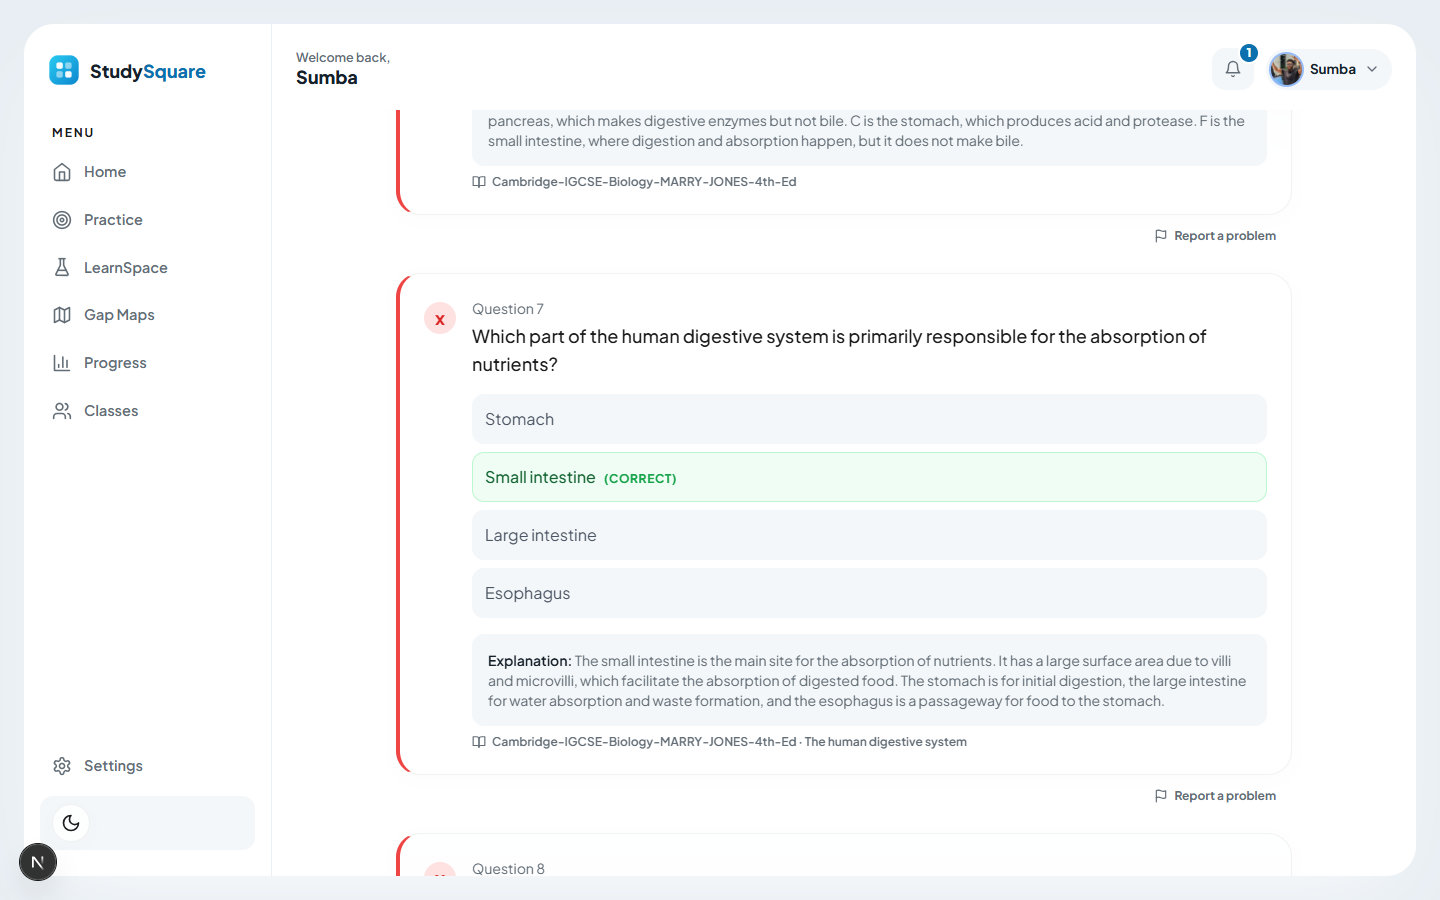 StudySquare
MENU
Home
Practice
LearnSpace
Gap Maps
Progress
Classes
Settings
N
Welcome back,
Sumba
1
Sumba
pancreas, which makes digestive enzymes but not bile. C is the stomach, which produces acid and protease. F is the
small intestine, where digestion and absorption happen, but it does not make bile.
Cambridge-IGCSE-Biology-MARRY-JONES-4th-Ed
Report a problem
X
Question 7
Which part of the human digestive system is primarily responsible for the absorption of
nutrients?
Stomach
Small intestine (CORRECT)
Large intestine
Esophagus
Explanation: The small intestine is the main site for the absorption of nutrients. It has a large surface area due to villi
and microvilli, which facilitate the absorption of digested food. The stomach is for initial digestion, the large intestine
for water absorption and waste formation, and the esophagus is a passageway for food to the stomach.
Cambridge-IGCSE-Biology-MARRY-JONES-4th-Ed · The human digestive system
Report a problem
Question 8